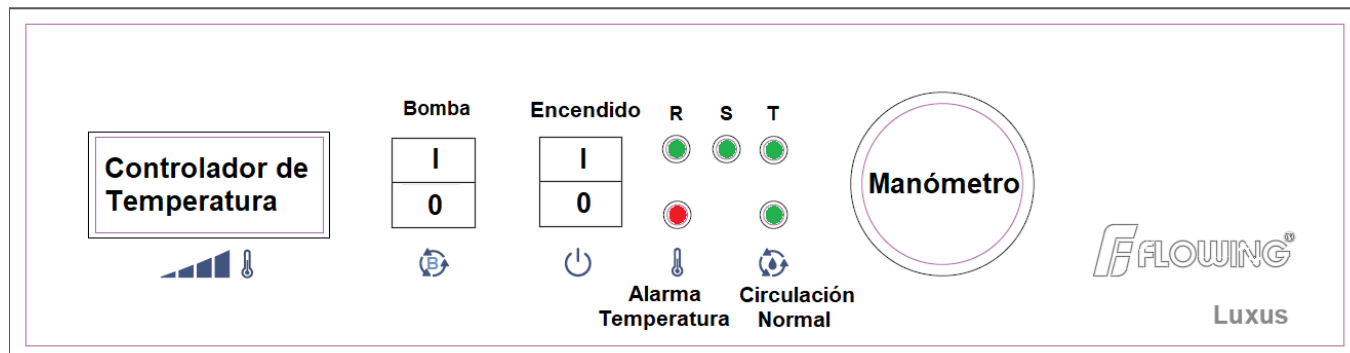 Bomba
Encendido
R S T
Controlador de
Temperatura
I
0
I
0
Manómetro
B
FLOWING®
Alarma
Temperatura
Circulación
Normal
Luxus